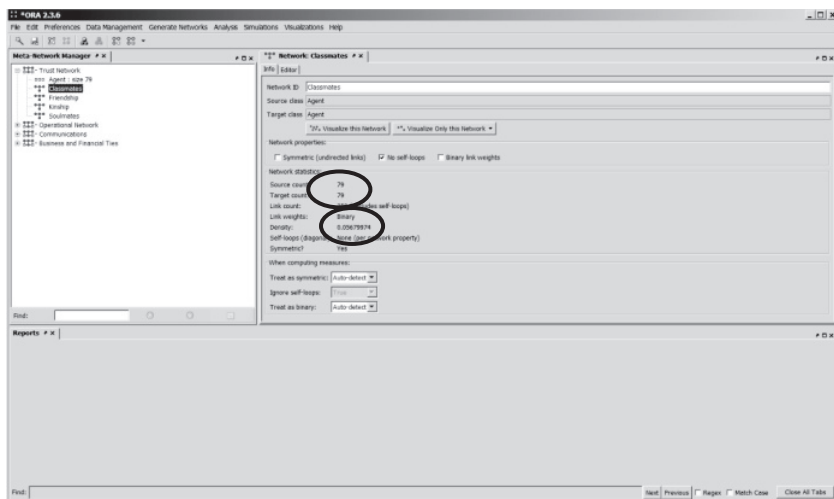 *ORA 2.3.6
File Edit Preferences Data Management Generate Networks Analysis Simulations Visualizations Help
Meta-Network Manager
Trust Network
Agent : size 79
Classmates
Friendship
Kinship
Soulmates
Operational Network
Communications
Business and Financial Ties
Find:
Network: Classmates
Info Editor
Network ID Classmates
Source class Agent
Target class Agent
Visualize this Network Visualize Only this Network
Network properties:
Symmetric (undirected links) No self-loops Binary link weights
Network statistics:
Source count 79
Target count 79
Link count: self-loops)
Link weights: Binary
Density: 0.05679974
Self-loops (diagonal None (per network property)
Symmetric? Yes
When computing measures:
Treat as symmetric: Auto-detect
Ignore self-loops: True
Treat as binary: Auto-detect
Reports
Find: Next Previous Regex Match Case Close All Tabs